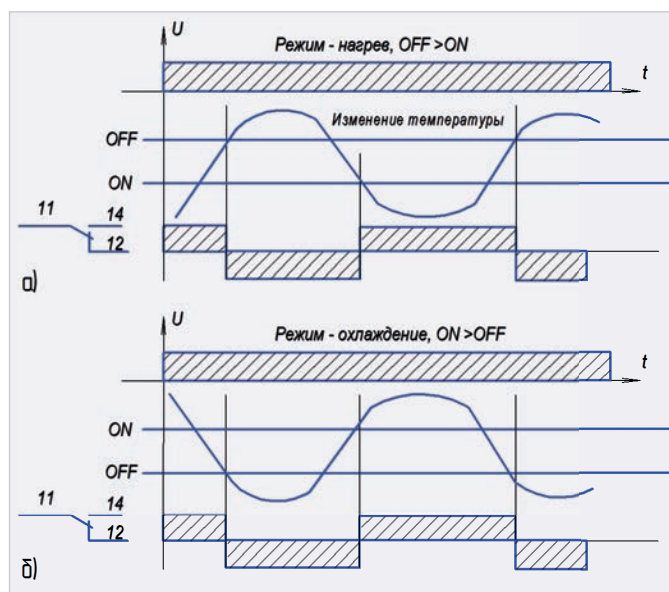 U
Режим - нагрев, OFF >ON
t
Изменение температуры
OFF
ON
11
14
12
а)
U
Режим - охлаждение, ON >OFF
t
ON
OFF
11
14
12
б)